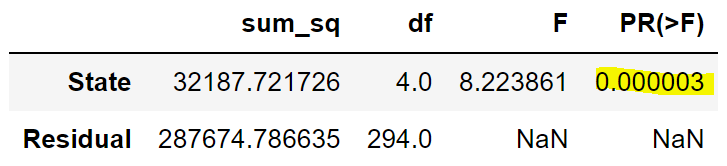 sum_sq df F PR(>F)
State 32187.721726 4.0 8.223861 0.000003
Residual 287674.786635 294.0 NaN NaN